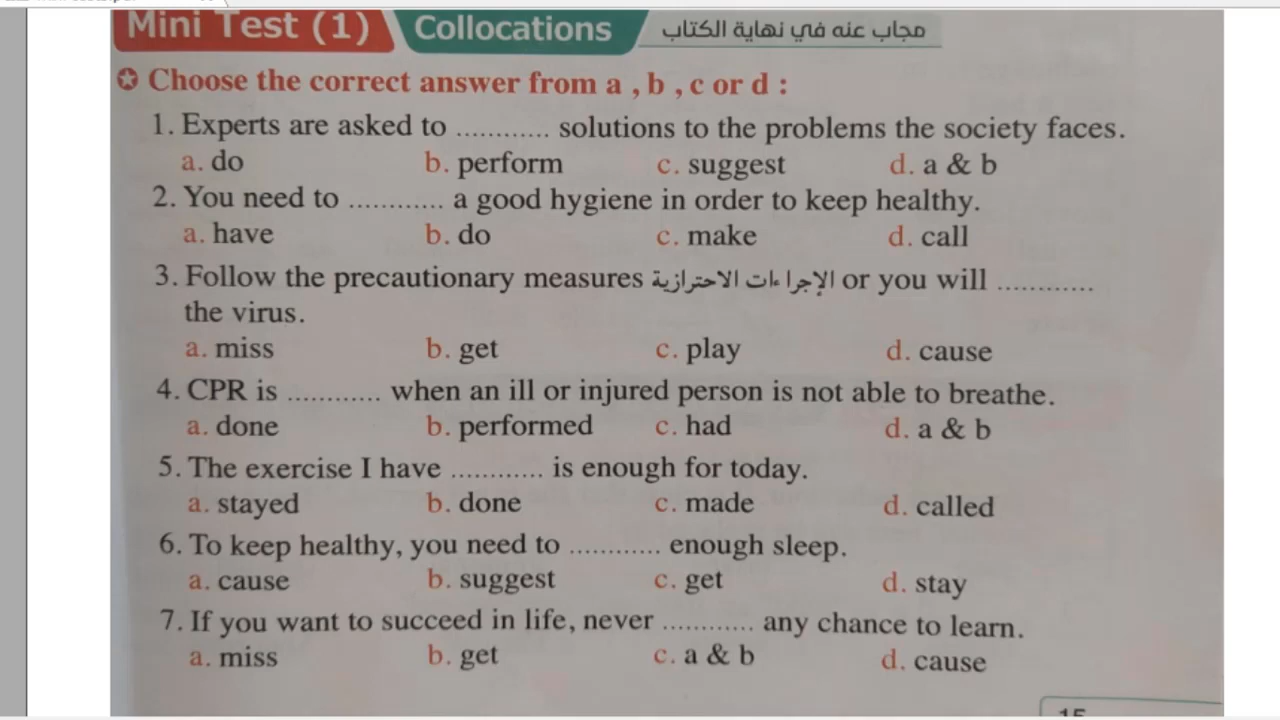 Mini Test (1) Collocations مجاب عنه في نهاية الكتاب
✪ Choose the correct answer from a , b , c or d :
1. Experts are asked to ............ solutions to the problems the society faces.
a. do b. perform c. suggest d. a & b
2. You need to ............ a good hygiene in order to keep healthy.
a. have b. do c. make d. call
3. Follow the precautionary measures الإجراءات الاحترازية or you will ............
the virus.
a. miss b. get c. play d. cause
4. CPR is ............ when an ill or injured person is not able to breathe.
a. done b. performed c. had d. a & b
5. The exercise I have ............ is enough for today.
a. stayed b. done c. made d. called
6. To keep healthy, you need to ............ enough sleep.
a. cause b. suggest c. get d. stay
7. If you want to succeed in life, never ............ any chance to learn.
a. miss b. get c. a & b d. cause